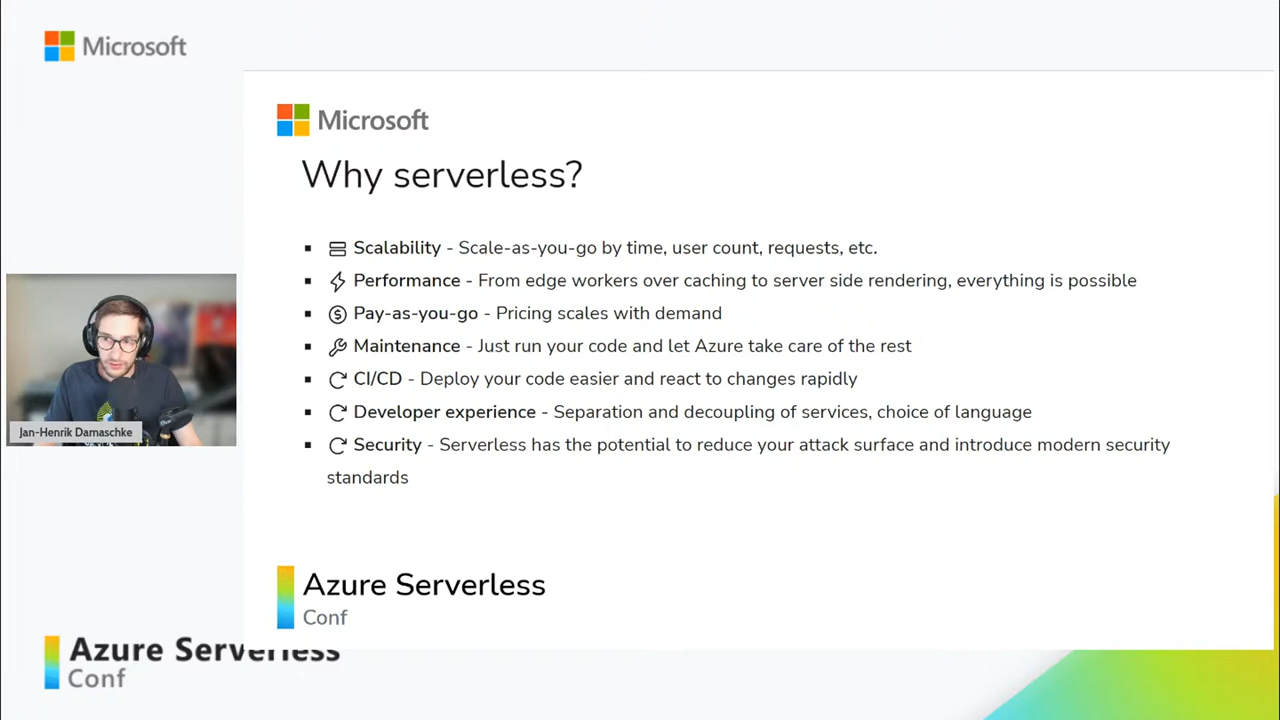 Microsoft
Microsoft
Why serverless?
Scalability - Scale-as-you-go by time, user count, requests, etc.
Performance - From edge workers over caching to server side rendering, everything is possible
Pay-as-you-go - Pricing scales with demand
Maintenance - Just run your code and let Azure take care of the rest
CI/CD - Deploy your code easier and react to changes rapidly
Developer experience - Separation and decoupling of services, choice of language
Security - Serverless has the potential to reduce your attack surface and introduce modern security
standards
Jan-Henrik Damaschke
Azure Serverless
Conf
Azure Serverless
Conf